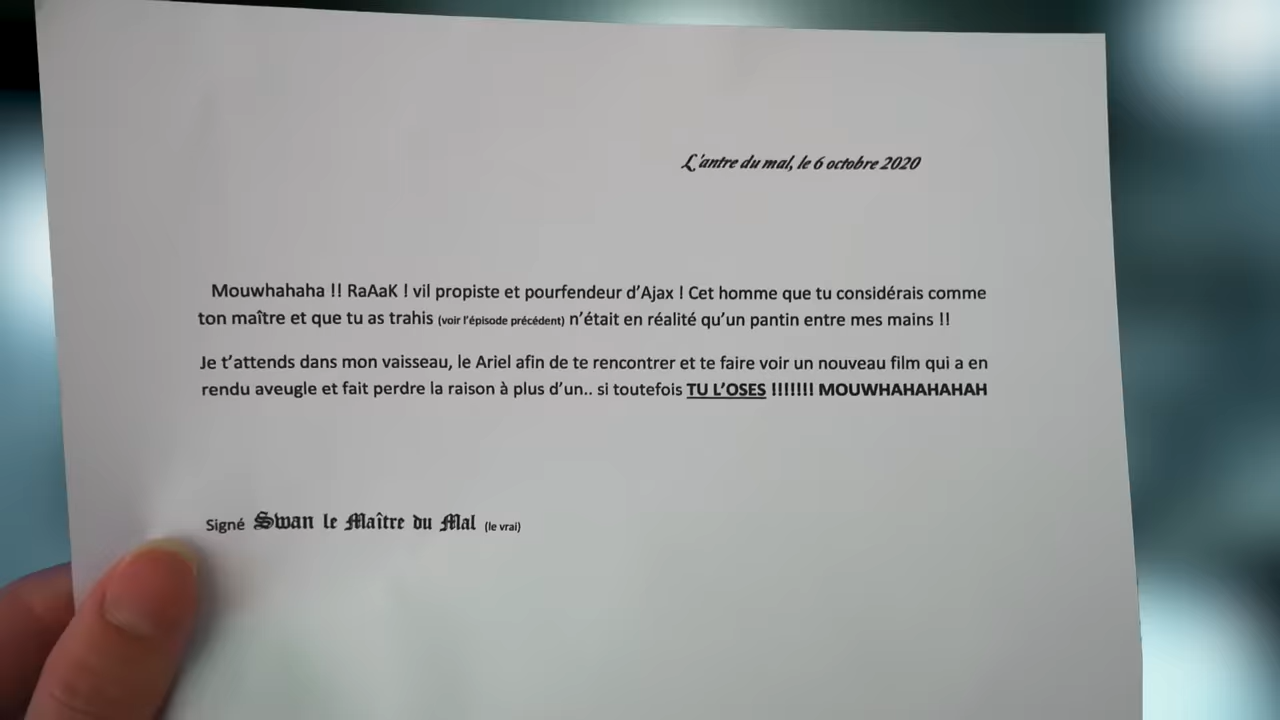 L'antre du mal, le 6 octobre 2020
Mouwhahaha !! RaAaK ! vil propiste et pourfendeur d'Ajax ! Cet homme que tu considérais comme
ton maître et que tu as trahis (voir l'épisode précédent) n'était en réalité qu'un pantin entre mes mains !!
Je t'attends dans mon vaisseau, le Ariel afin de te rencontrer et te faire voir un nouveau film qui a en
rendu aveugle et fait perdre la raison à plus d'un.. si toutefois TU L'OSES !!!!!!! MOUWHAHAHAHAH
Signé Swan le Maître du Mal (le vrai)